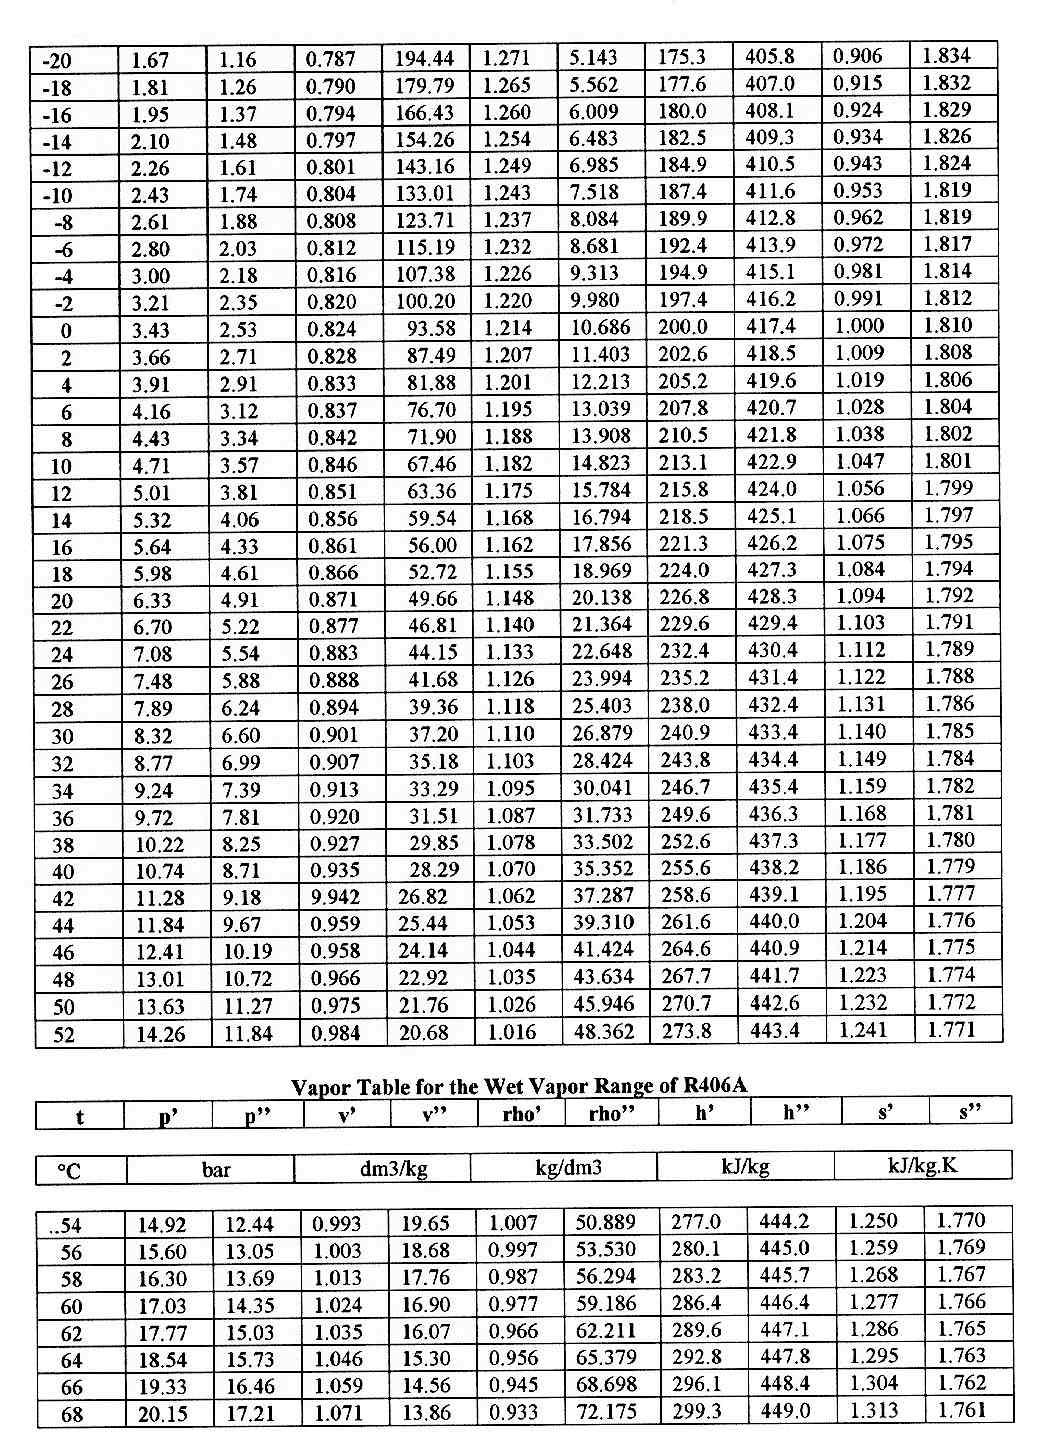 -20 1.67 1.16 0.787 194.44 1.271 5.143 175.3 405.8 0.906 1.834
-18 1.81 1.26 0.790 179.79 1.265 5.562 177.6 407.0 0.915 1.832
-16 1.95 1.37 0.794 166.43 1.260 6.009 180.0 408.1 0.924 1.829
-14 2.10 1.48 0.797 154.26 1.254 6.483 182.5 409.3 0.934 1.826
-12 2.26 1.61 0.801 143.16 1.249 6.985 184.9 410.5 0.943 1.824
-10 2.43 1.74 0.804 133.01 1.243 7.518 187.4 411.6 0.953 1.819
-8 2.61 1.88 0.808 123.71 1.237 8.084 189.9 412.8 0.962 1.819
-6 2.80 2.03 0.812 115.19 1.232 8.681 192.4 413.9 0.972 1.817
-4 3.00 2.18 0.816 107.38 1.226 9.313 194.9 415.1 0.981 1.814
-2 3.21 2.35 0.820 100.20 1.220 9.980 197.4 416.2 0.991 1.812
0 3.43 2.53 0.824 93.58 1.214 10.686 200.0 417.4 1.000 1.810
2 3.66 2.71 0.828 87.49 1.207 11.403 202.6 418.5 1.009 1.808
4 3.91 2.91 0.833 81.88 1.201 12.213 205.2 419.6 1.019 1.806
6 4.16 3.12 0.837 76.70 1.195 13.039 207.8 420.7 1.028 1.804
8 4.43 3.34 0.842 71.90 1.188 13.908 210.5 421.8 1.038 1.802
10 4.71 3.57 0.846 67.46 1.182 14.823 213.1 422.9 1.047 1.801
12 5.01 3.81 0.851 63.36 1.175 15.784 215.8 424.0 1.056 1.799
14 5.32 4.06 0.856 59.54 1.168 16.794 218.5 425.1 1.066 1.797
16 5.64 4.33 0.861 56.00 1.162 17.856 221.3 426.2 1.075 1.795
18 5.98 4.61 0.866 52.72 1.155 18.969 224.0 427.3 1.084 1.794
20 6.33 4.91 0.871 49.66 1.148 20.138 226.8 428.3 1.094 1.792
22 6.70 5.22 0.877 46.81 1.140 21.364 229.6 429.4 1.103 1.791
24 7.08 5.54 0.883 44.15 1.133 22.648 232.4 430.4 1.112 1.789
26 7.48 5.88 0.888 41.68 1.126 23.994 235.2 431.4 1.122 1.788
28 7.89 6.24 0.894 39.36 1.118 25.403 238.0 432.4 1.131 1.786
30 8.32 6.60 0.901 37.20 1.110 26.879 240.9 433.4 1.140 1.785
32 8.77 6.99 0.907 35.18 1.103 28.424 243.8 434.4 1.149 1.784
34 9.24 7.39 0.913 33.29 1.095 30.041 246.7 435.4 1.159 1.782
36 9.72 7.81 0.920 31.51 1.087 31.733 249.6 436.3 1.168 1.781
38 10.22 8.25 0.927 29.85 1.078 33.502 252.6 437.3 1.177 1.780
40 10.74 8.71 0.935 28.29 1.070 35.352 255.6 438.2 1.186 1.779
42 11.28 9.18 9.942 26.82 1.062 37.287 258.6 439.1 1.195 1.777
44 11.84 9.67 0.959 25.44 1.053 39.310 261.6 440.0 1.204 1.776
46 12.41 10.19 0.958 24.14 1.044 41.424 264.6 440.9 1.214 1.775
48 13.01 10.72 0.966 22.92 1.035 43.634 267.7 441.7 1.223 1.774
50 13.63 11.27 0.975 21.76 1.026 45.946 270.7 442.6 1.232 1.772
52 14.26 11.84 0.984 20.68 1.016 48.362 273.8 443.4 1.241 1.771
Vapor Table for the Wet Vapor Range of R406A
t p' p'' v' v'' rho' rho'' h' h'' s' s''
°C bar dm3/kg kg/dm3 kJ/kg kJ/kg.K
..54 14.92 12.44 0.993 19.65 1.007 50.889 277.0 444.2 1.250 1.770
56 15.60 13.05 1.003 18.68 0.997 53.530 280.1 445.0 1.259 1.769
58 16.30 13.69 1.013 17.76 0.987 56.294 283.2 445.7 1.268 1.767
60 17.03 14.35 1.024 16.90 0.977 59.186 286.4 446.4 1.277 1.766
62 17.77 15.03 1.035 16.07 0.966 62.211 289.6 447.1 1.286 1.765
64 18.54 15.73 1.046 15.30 0.956 65.379 292.8 447.8 1.295 1.763
66 19.33 16.46 1.059 14.56 0.945 68.698 296.1 448.4 1.304 1.762
68 20.15 17.21 1.071 13.86 0.933 72.175 299.3 449.0 1.313 1.761